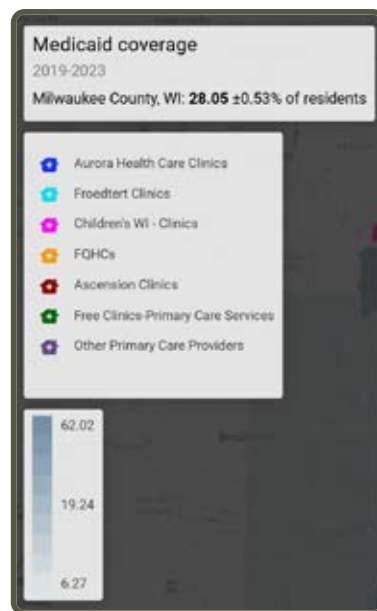 Medicaid coverage
2019-2023
Milwaukee County, WI: 28.05 ±0.53% of residents
Aurora Health Care Clinics
Froedtert Clinics
Children's WI - Clinics
FQHCs
Ascension Clinics
Free Clinics-Primary Care Services
Other Primary Care Providers
62.02
19.24
6.27